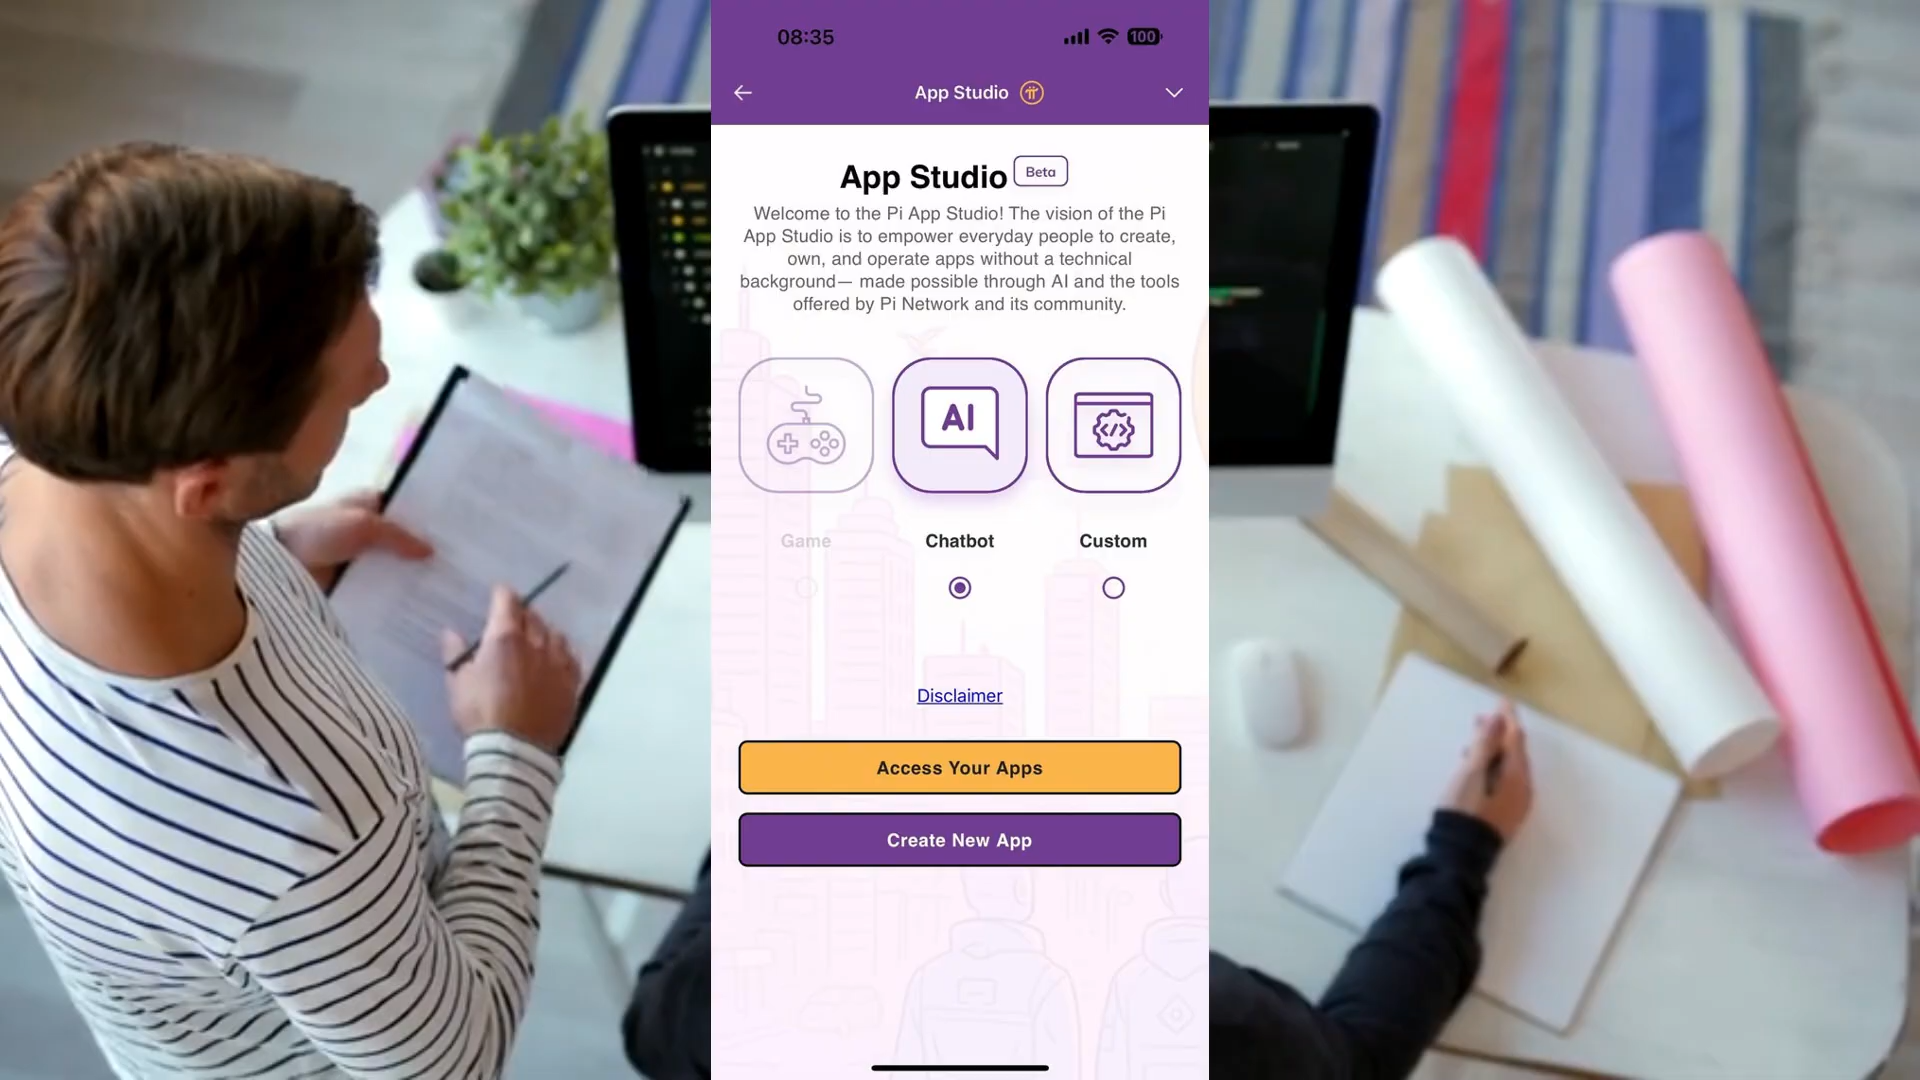 08:35
100
App Studio
App Studio Beta
Welcome to the Pi App Studio! The vision of the Pi
App Studio is to empower everyday people to create,
own, and operate apps without a technical
background— made possible through AI and the tools
offered by Pi Network and its community.
AI
</>
Game
Chatbot
Custom
Disclaimer
Access Your Apps
Create New App